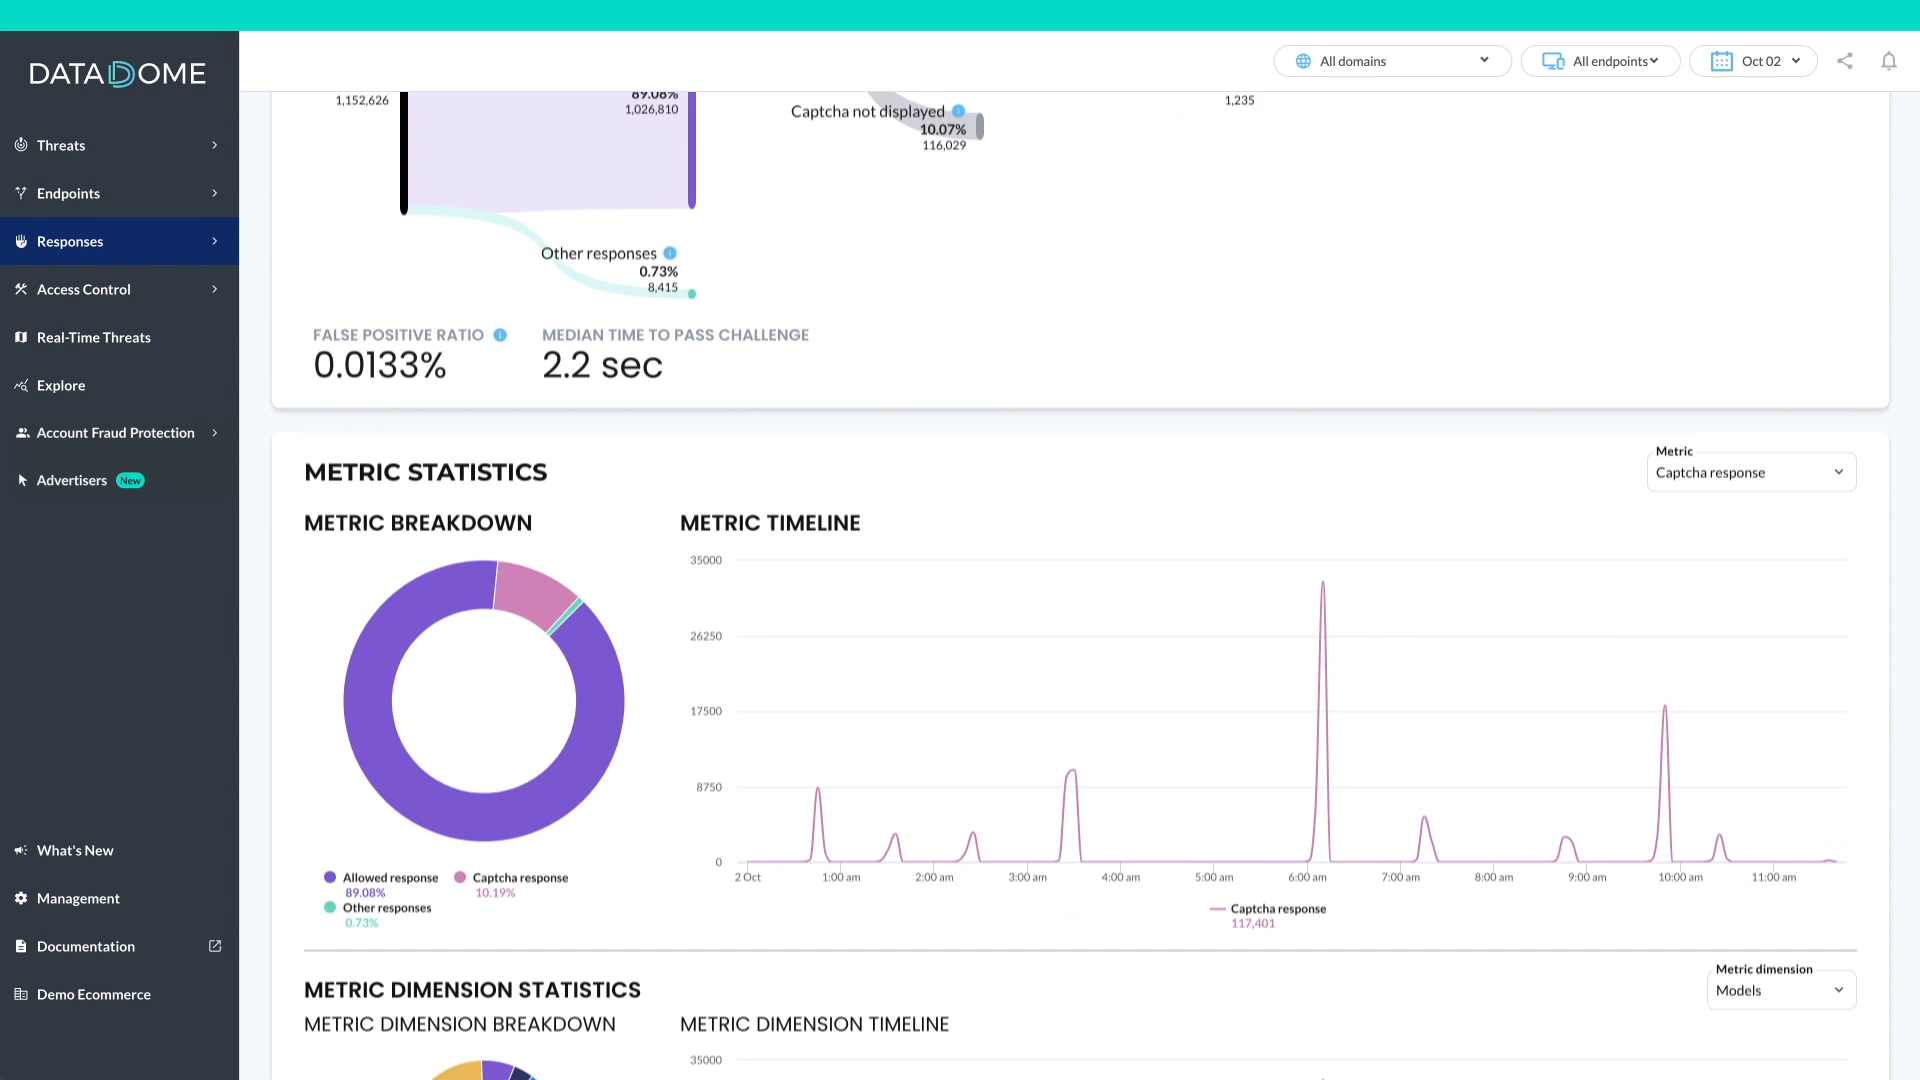 DATADOME
All domains
All endpoints
Oct 02
Threats
Endpoints
Responses
Access Control
Real-Time Threats
Explore
Account Fraud Protection
Advertisers New
What's New
Management
Documentation
Demo Ecommerce
1,152,626
89.08%
1,026,810
Captcha not displayed
10.07%
116,029
1,235
Other responses
0.73%
8,415
FALSE POSITIVE RATIO
0.0133%
MEDIAN TIME TO PASS CHALLENGE
2.2 sec
METRIC STATISTICS
Metric
Captcha response
METRIC BREAKDOWN
Allowed response
89.08%
Captcha response
10.19%
Other responses
0.73%
METRIC TIMELINE
35000
26250
17500
8750
0
2 Oct 1:00 am 2:00 am 3:00 am 4:00 am 5:00 am 6:00 am 7:00 am 8:00 am 9:00 am 10:00 am 11:00 am
Captcha response
117,401
METRIC DIMENSION STATISTICS
Metric dimension
Models
METRIC DIMENSION BREAKDOWN
METRIC DIMENSION TIMELINE
35000